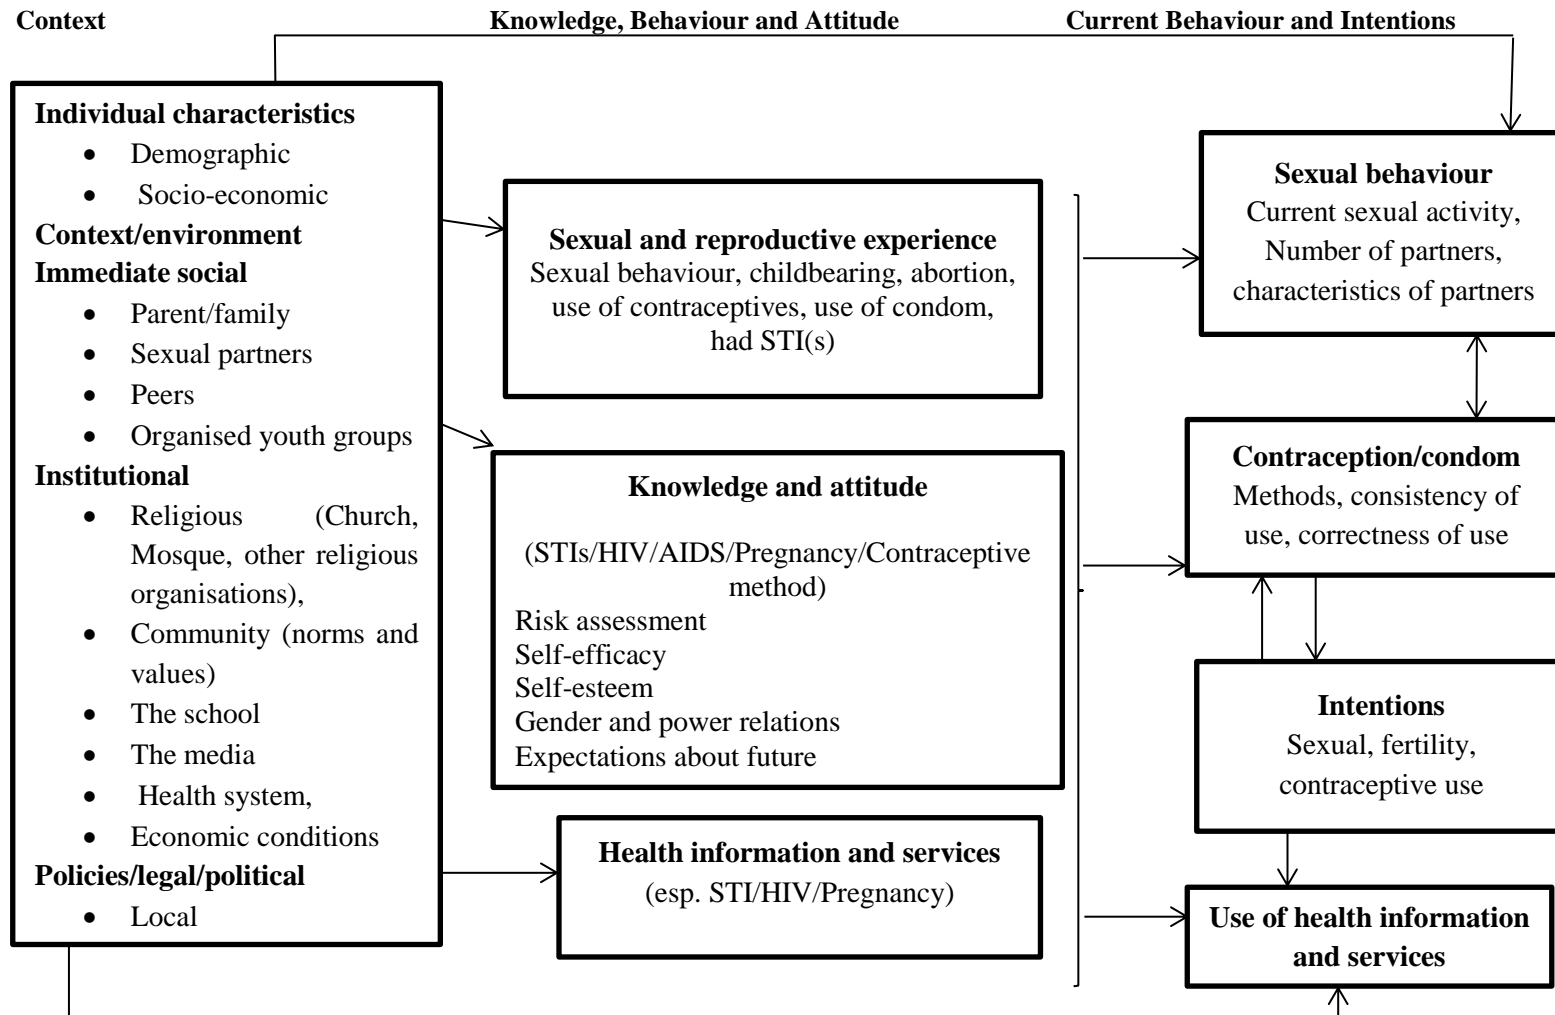 Context
Knowledge, Behaviour and Attitude
Current Behaviour and Intentions
Individual characteristics
• Demographic
• Socio-economic
Context/environment
Immediate social
• Parent/family
• Sexual partners
• Peers
• Organised youth groups
Institutional
• Religious (Church,
Mosque, other religious
organisations),
• Community (norms and
values)
• The school
• The media
• Health system,
• Economic conditions
Policies/legal/political
• Local
Sexual and reproductive experience
Sexual behaviour, childbearing, abortion,
use of contraceptives, use of condom,
had STI(s)
Knowledge and attitude
(STIs/HIV/AIDS/Pregnancy/Contraceptive
method)
Risk assessment
Self-efficacy
Self-esteem
Gender and power relations
Expectations about future
Health information and services
(esp. STI/HIV/Pregnancy)
Sexual behaviour
Current sexual activity,
Number of partners,
characteristics of partners
Contraception/condom
Methods, consistency of
use, correctness of use
Intentions
Sexual, fertility,
contraceptive use
Use of health information
and services